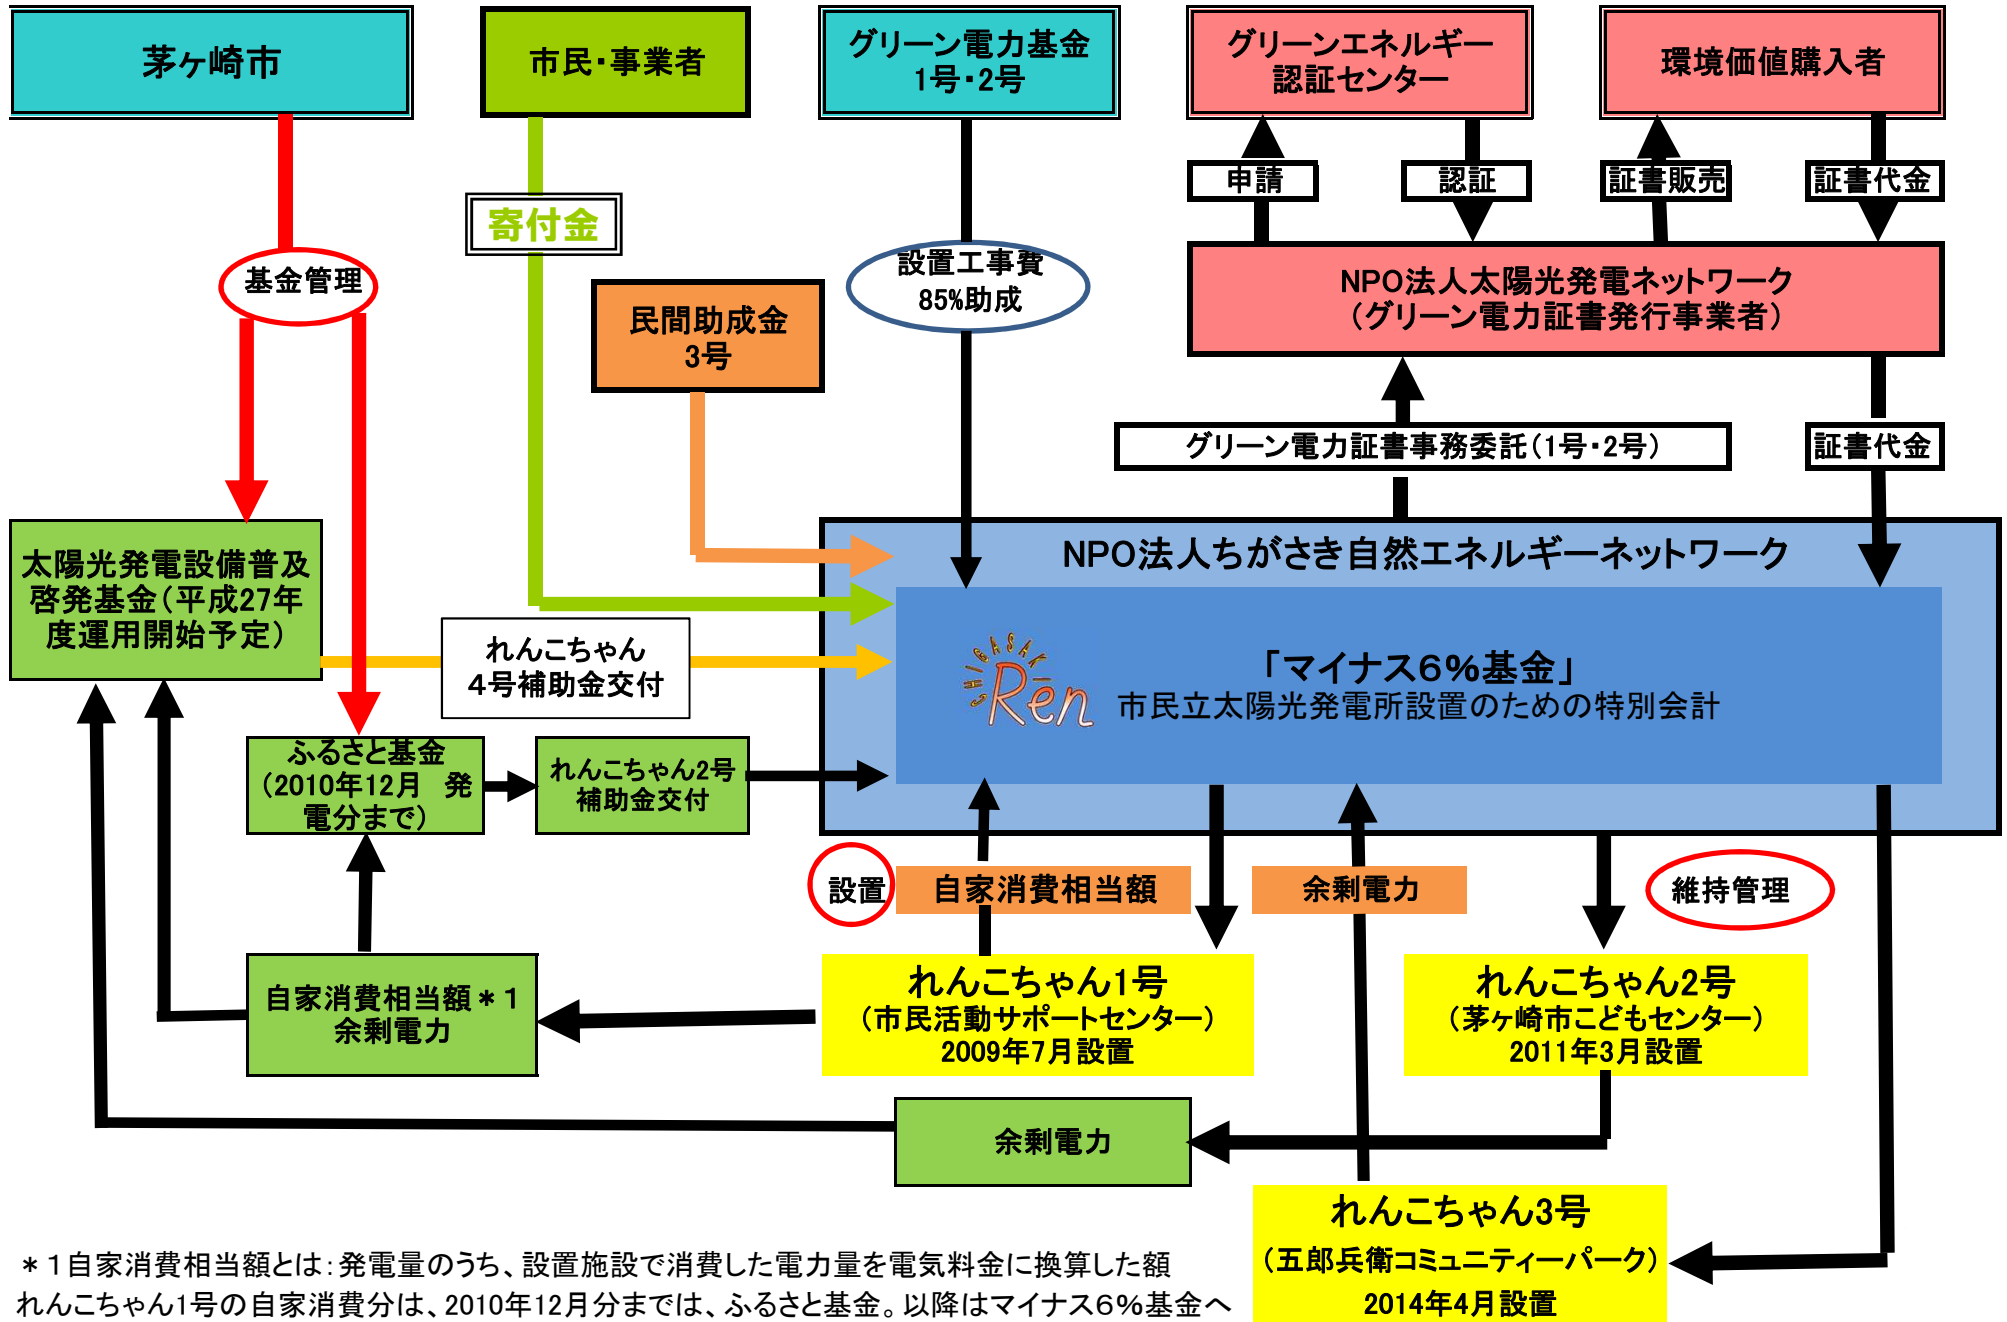 茅ヶ崎市
市民・事業者
グリーン電力基金
1号・2号
グリーンエネルギー
認証センター
環境価値購入者
申請
認証
証書販売
証書代金
寄付金
基金管理
設置工事費
85%助成
NPO法人太陽光発電ネットワーク
（グリーン電力証書発行事業者）
民間助成金
3号
グリーン電力証書事務委託（1号・2号）
証書代金
太陽光発電設備普及
啓発基金（平成27年
度運用開始予定）
NPO法人ちがさき自然エネルギーネットワーク
れんこちゃん
4号補助金交付
CHIGASAKI
Ren
「マイナス6%基金」
市民立太陽光発電所設置のための特別会計
ふるさと基金
（2010年12月　発
電分まで）
れんこちゃん2号
補助金交付
設置
自家消費相当額
余剰電力
維持管理
自家消費相当額＊1
余剰電力
れんこちゃん1号
（市民活動サポートセンター）
2009年7月設置
れんこちゃん2号
（茅ヶ崎市こどもセンター）
2011年3月設置
余剰電力
れんこちゃん3号
（五郎兵衛コミュニティーパーク）
2014年4月設置
＊1自家消費相当額とは：発電量のうち、設置施設で消費した電力量を電気料金に換算した額
れんこちゃん1号の自家消費分は、2010年12月分までは、ふるさと基金。以降はマイナス6%基金へ